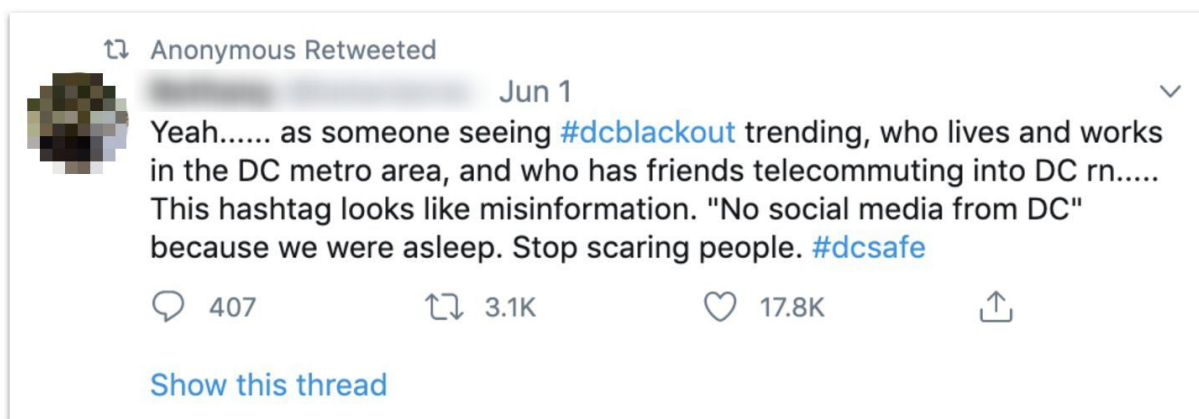 Anonymous Retweeted
Jun 1
Yeah...... as someone seeing #dcblackout trending, who lives and works
in the DC metro area, and who has friends telecommuting into DC rn.....
This hashtag looks like misinformation. "No social media from DC"
because we were asleep. Stop scaring people. #dcsafe
407 3.1K 17.8K
Show this thread